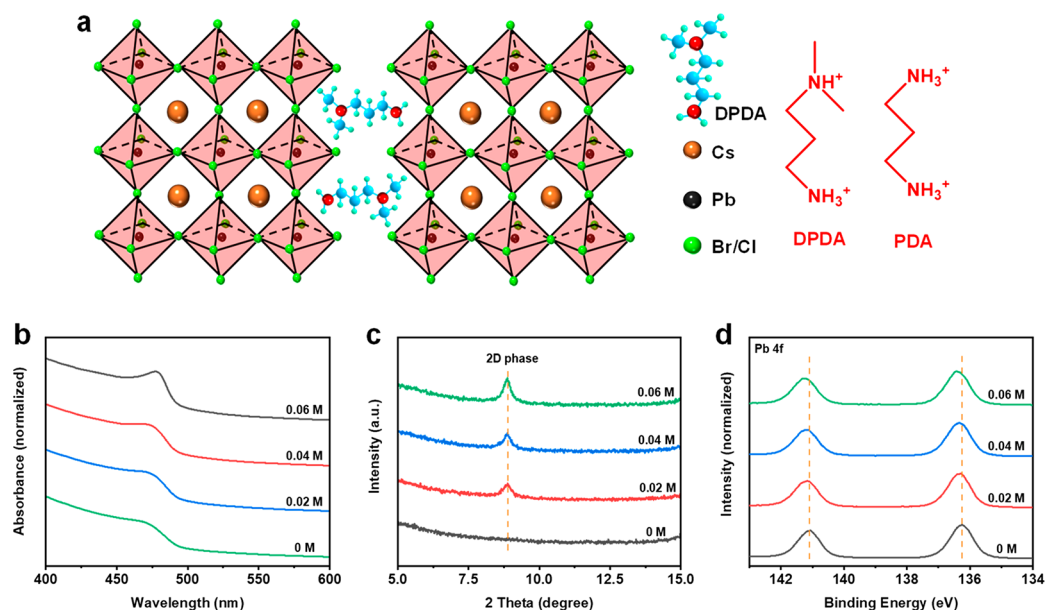 a
DPDA
Cs
Pb
Br/Cl
NH+
NH3+
DPDA
NH3+
NH3+
PDA
b
Absorbance (normalized)
0.06 M
0.04 M
0.02 M
0 M
400 450 500 550 600
Wavelength (nm)
c
Intensity (a.u.)
2D phase
0.06 M
0.04 M
0.02 M
0 M
5.0 7.5 10.0 12.5 15.0
2 Theta (degree)
d
Intensity (normalized)
Pb 4f
0.06 M
0.04 M
0.02 M
0 M
142 140 138 136 134
Binding Energy (eV)